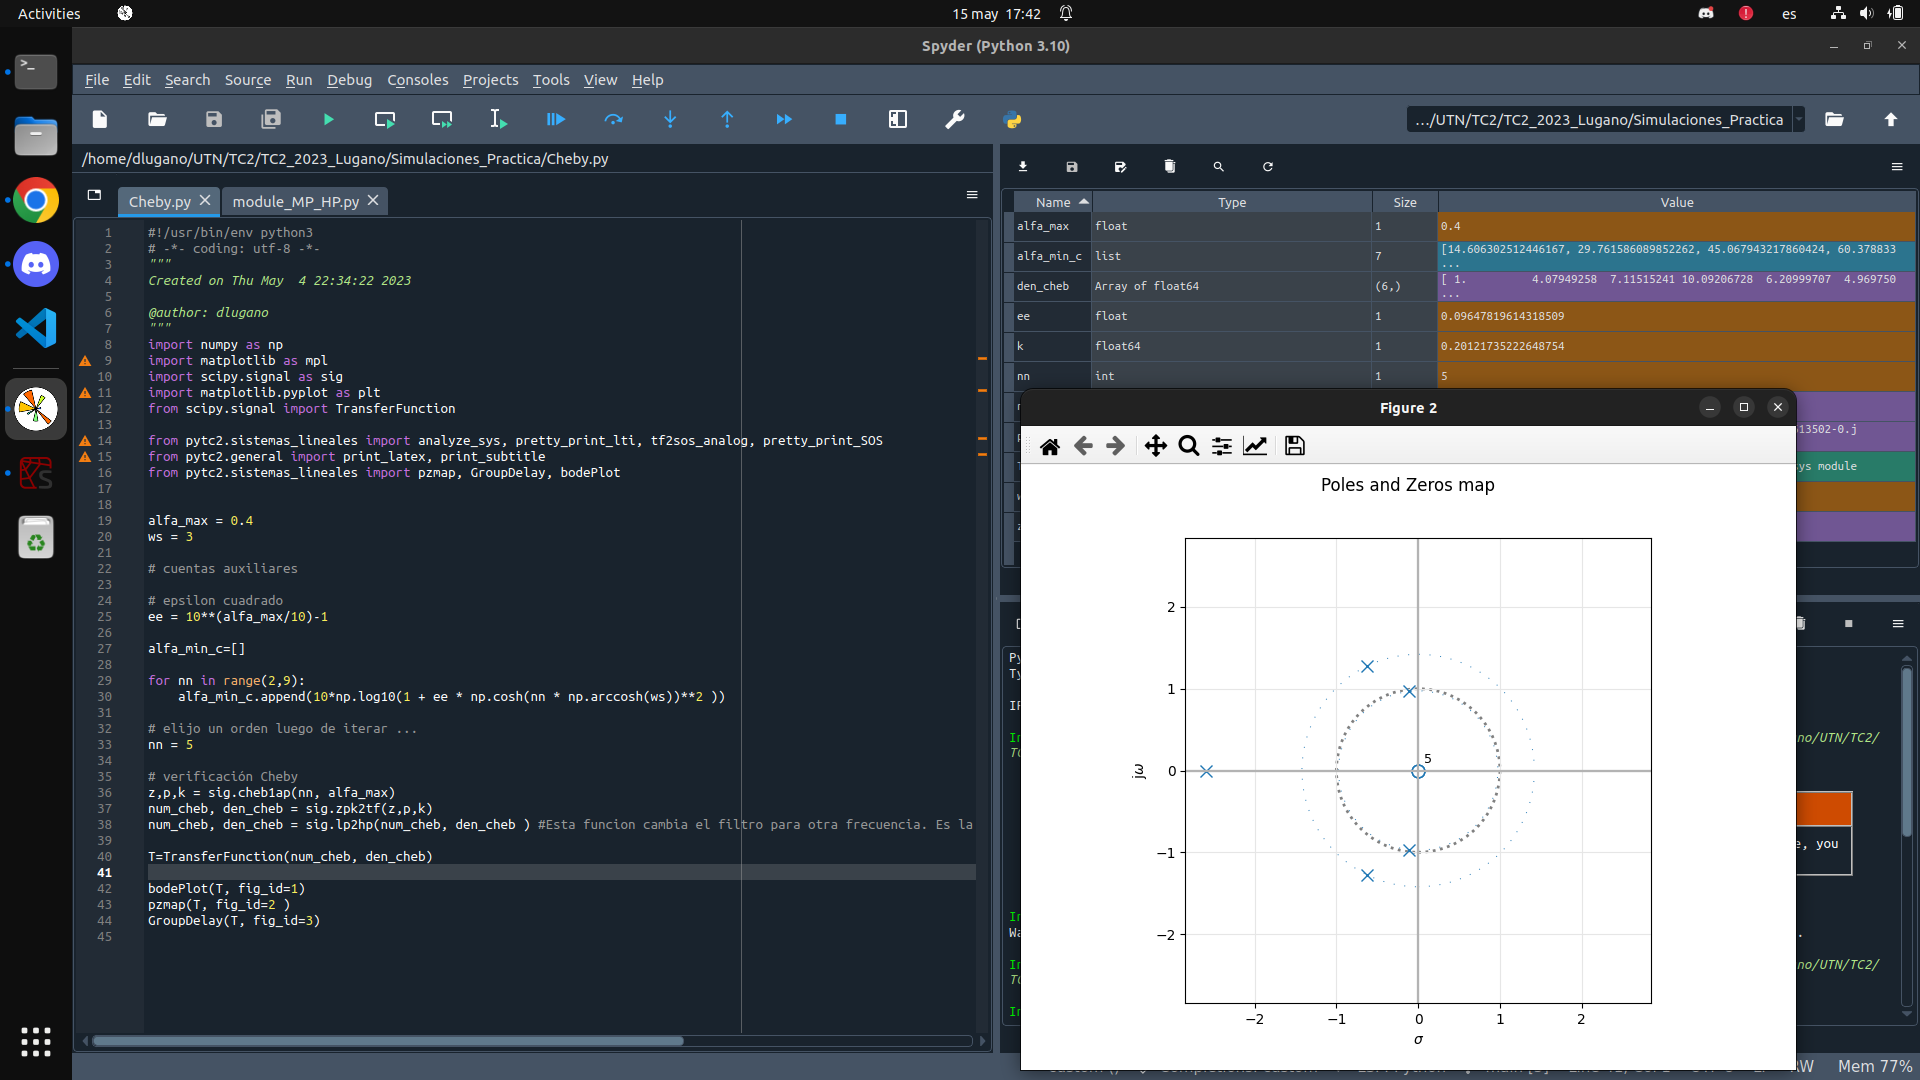 Activities
15 may 17:42
es
Spyder (Python 3.10)
File Edit Search Source Run Debug Consoles Projects Tools View Help
.../UTN/TC2/TC2_2023_Lugano/Simulaciones_Practica
/home/dlugano/UTN/TC2/TC2_2023_Lugano/Simulaciones_Practica/Cheby.py
Cheby.py
module_MP_HP.py
1 #!/usr/bin/env python3
2 # -*- coding: utf-8 -*-
3 """
4 Created on Thu May  4 22:34:22 2023
5
6 @author: dlugano
7 """
8 import numpy as np
9 import matplotlib as mpl
10 import scipy.signal as sig
11 import matplotlib.pyplot as plt
12 from scipy.signal import TransferFunction
13
14 from pytc2.sistemas_lineales import analyze_sys, pretty_print_lti, tf2sos_analog, pretty_print_SOS
15 from pytc2.general import print_latex, print_subtitle
16 from pytc2.sistemas_lineales import pzmap, GroupDelay, bodePlot
17
18
19 alfa_max = 0.4
20 ws = 3
21
22 # cuentas auxiliares
23
24 # epsilon cuadrado
25 ee = 10**(alfa_max/10)-1
26
27 alfa_min_c=[]
28
29 for nn in range(2,9):
30     alfa_min_c.append(10*np.log10(1 + ee * np.cosh(nn * np.arccosh(ws))**2 ))
31
32 # elijo un orden luego de iterar ...
33 nn = 5
34
35 # verificación Cheby
36 z,p,k = sig.cheb1ap(nn, alfa_max)
37 num_cheb, den_cheb = sig.zpk2tf(z,p,k)
38 num_cheb, den_cheb = sig.lp2hp(num_cheb, den_cheb ) #Esta funcion cambia el filtro para otra frecuencia. Es la
39
40 T=TransferFunction(num_cheb, den_cheb)
41
42 bodePlot(T, fig_id=1)
43 pzmap(T, fig_id=2 )
44 GroupDelay(T, fig_id=3)
45
Name Type Size Value
alfa_max float 1 0.4
alfa_min_c list 7 [14.606302512446167, 29.761586089852262, 45.067943217860424, 60.378833
...
den_cheb Array of float64 (6,) [ 1. 4.07949258 7.11515241 10.09206728 6.20999707 4.969750
...
ee float 1 0.09647819614318509
k float64 1 0.20121735222648754
nn int 1 5
13502-0.j
sys module
Figure 2
Poles and Zeros map
2
1
0
−1
−2
jω
5
−2 −1 0 1 2
σ
no/UTN/TC2/
e, you
no/UTN/TC2/
Mem 77%